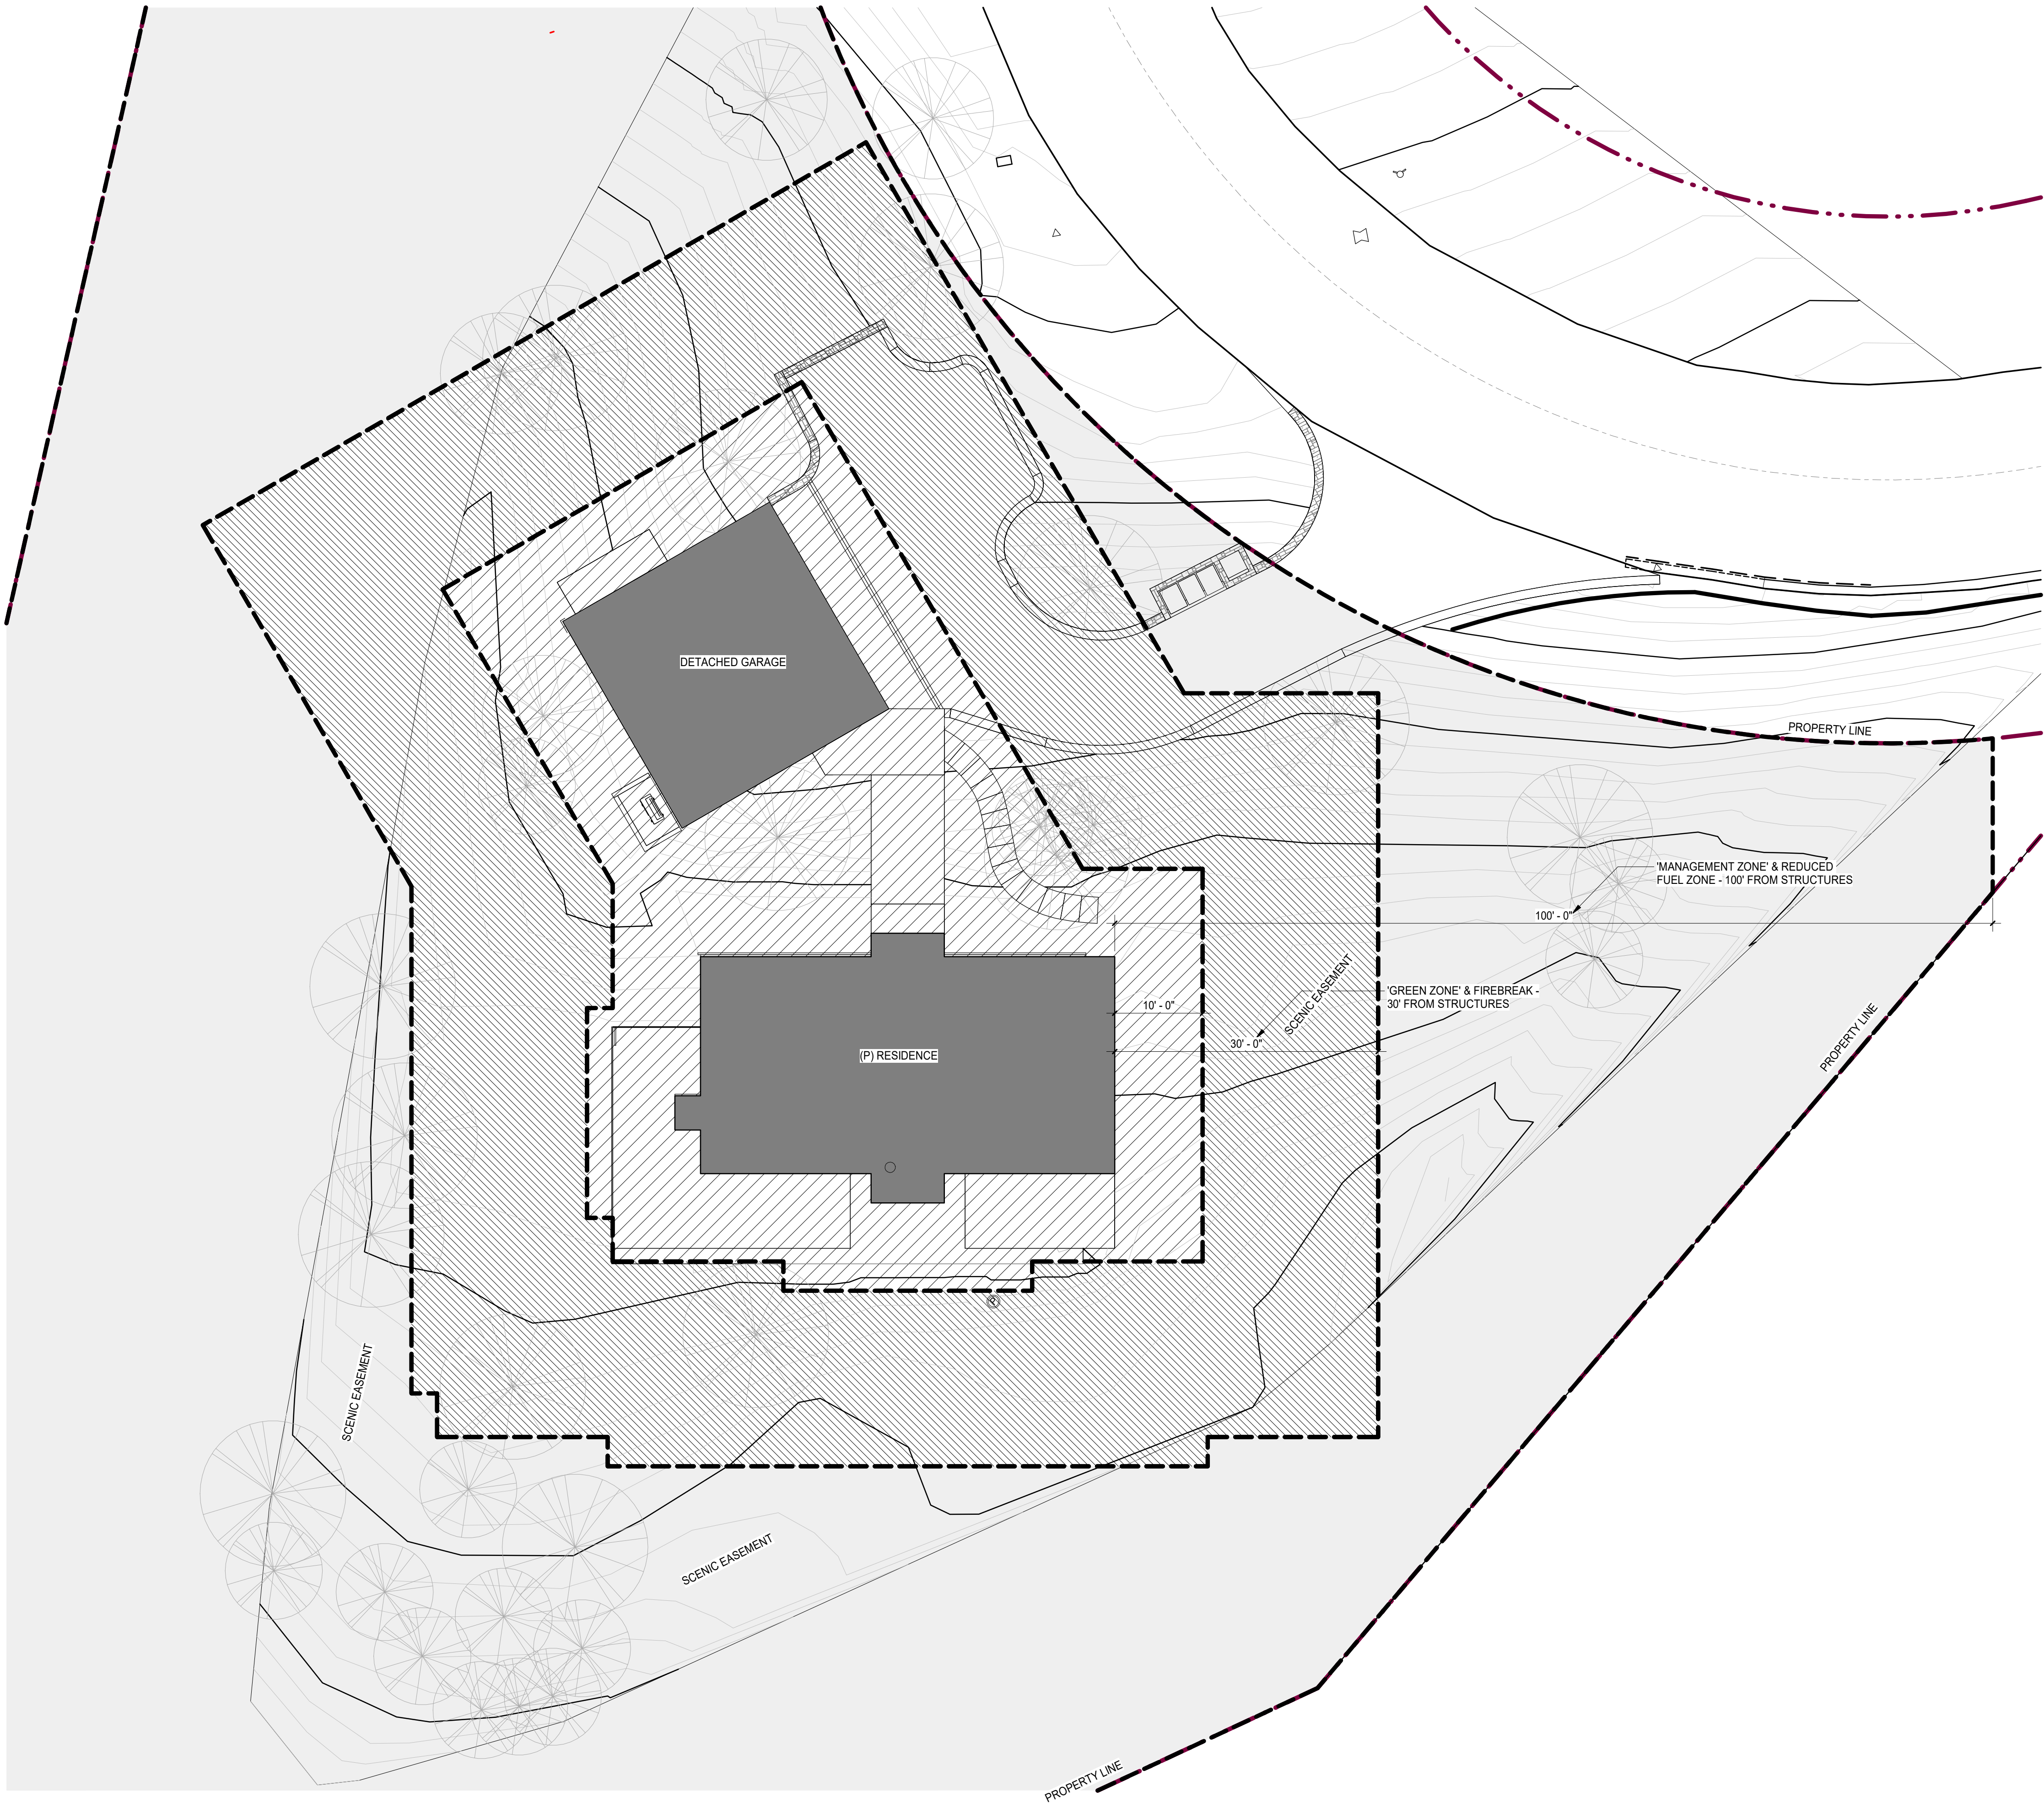 DETACHED GARAGE
PROPERTY LINE
'MANAGEMENT ZONE' & REDUCED
FUEL ZONE - 100' FROM STRUCTURES
100' - 0"
SCENIC EASEMENT
'GREEN ZONE' & FIREBREAK -
30' FROM STRUCTURES
10' - 0"
30' - 0"
PROPERTY LINE
(P) RESIDENCE
P
SCENIC EASEMENT
SCENIC EASEMENT
PROPERTY LINE